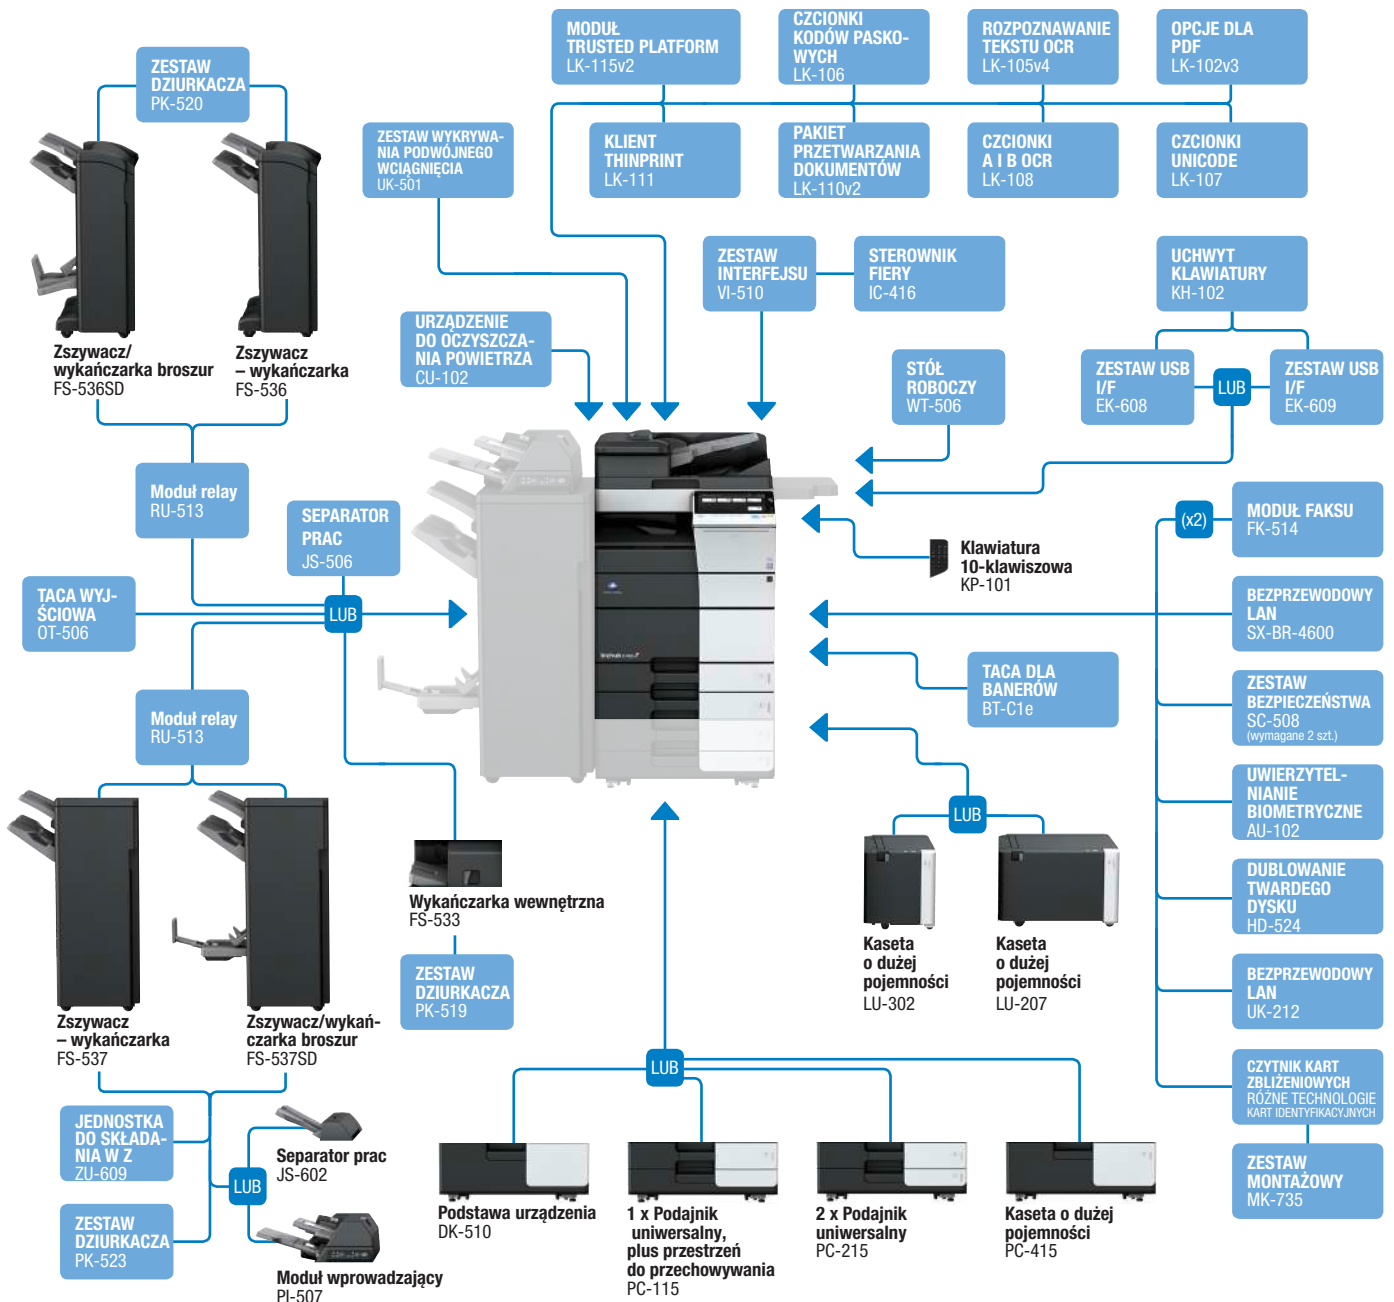 MODUŁ
TRUSTED PLATFORM
LK-115v2
CZCIONKI
KODÓW PASKO-
WYCH
LK-106
ROZPOZNAWANIE
TEKSTU OCR
LK-105v4
OPCJE DLA
PDF
LK-102v3
ZESTAW
DZIURKACZA
PK-520
ZESTAW WYKRYWA-
NIA PODWÓJNEGO
WCIĄGNIĘCIA
UK-501
KLIENT
THINPRINT
LK-111
PAKIET
PRZETWARZANIA
DOKUMENTÓW
LK-110v2
CZCIONKI
A I B OCR
LK-108
CZCIONKI
UNICODE
LK-107
ZESTAW
INTERFEJSU
VI-510
STEROWNIK
FIERY
IC-416
UCHWYT
KLAWIATURY
KH-102
URZĄDZENIE
DO OCZYSZCZA-
NIA POWIETRZA
CU-102
Zszywacz/
wykańczarka broszur
FS-536SD
Zszywacz
– wykańczarka
FS-536
STÓŁ
ROBOCZY
WT-506
ZESTAW USB
I/F
EK-608
LUB
ZESTAW USB
I/F
EK-609
Moduł relay
RU-513
SEPARATOR
PRAC
JS-506
(x2)
MODUŁ FAKSU
FK-514
Klawiatura
10-klawiszowa
KP-101
TACA WYJ-
ŚCIOWA
OT-506
LUB
BEZPRZEWODOWY
LAN
SX-BR-4600
TACA DLA
BANERÓW
BT-C1e
ZESTAW
BEZPIECZEŃSTWA
SC-508
(wymagane 2 szt.)
Moduł relay
RU-513
UWIERZYTEL-
NIANIE
BIOMETRYCZNE
AU-102
LUB
DUBLOWANIE
TWARDEGO
DYSKU
HD-524
Wykańczarka wewnętrzna
FS-533
Kaseta
o dużej
pojemności
LU-302
Kaseta
o dużej
pojemności
LU-207
ZESTAW
DZIURKACZA
PK-519
BEZPRZEWODOWY
LAN
UK-212
Zszywacz
– wykańczarka
FS-537
Zszywacz/wykań-
czarka broszur
FS-537SD
LUB
CZYTNIK KART
ZBLIŻENIOWYCH
RÓŻNE TECHNOLOGIE
KART IDENTYFIKACYJNYCH
JEDNOSTKA
DO SKŁADA-
NIA W Z
ZU-609
Separator prac
JS-602
LUB
ZESTAW
MONTAŻOWY
MK-735
ZESTAW
DZIURKACZA
PK-523
Moduł wprowadzający
PI-507
Podstawa urządzenia
DK-510
1 x Podajnik
uniwersalny,
plus przestrzeń
do przechowywania
PC-115
2 x Podajnik
uniwersalny
PC-215
Kaseta o dużej
pojemności
PC-415